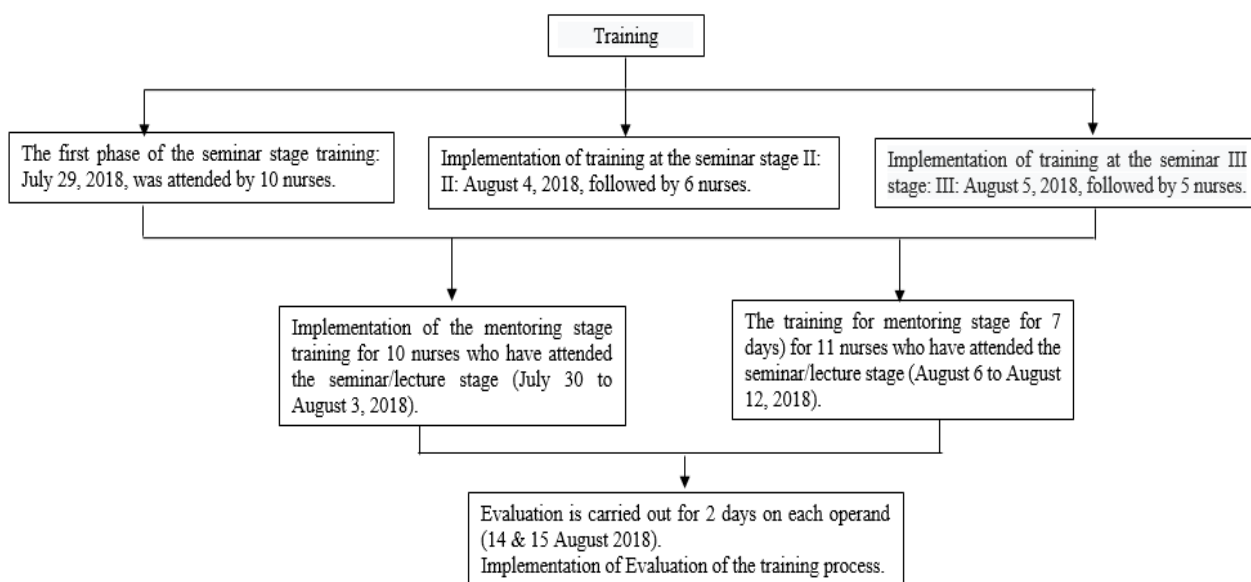 Training
The first phase of the seminar stage training:
July 29, 2018, was attended by 10 nurses.
Implementation of training at the seminar stage II:
II: August 4, 2018, followed by 6 nurses.
Implementation of training at the seminar III
stage: III: August 5, 2018, followed by 5 nurses.
Implementation of the mentoring stage
training for 10 nurses who have attended
the seminar/lecture stage (July 30 to
August 3, 2018).
The training for mentoring stage for 7
days) for 11 nurses who have attended the
seminar/lecture stage (August 6 to August
12, 2018).
Evaluation is carried out for 2 days on each operand
(14 & 15 August 2018).
Implementation of Evaluation of the training process.